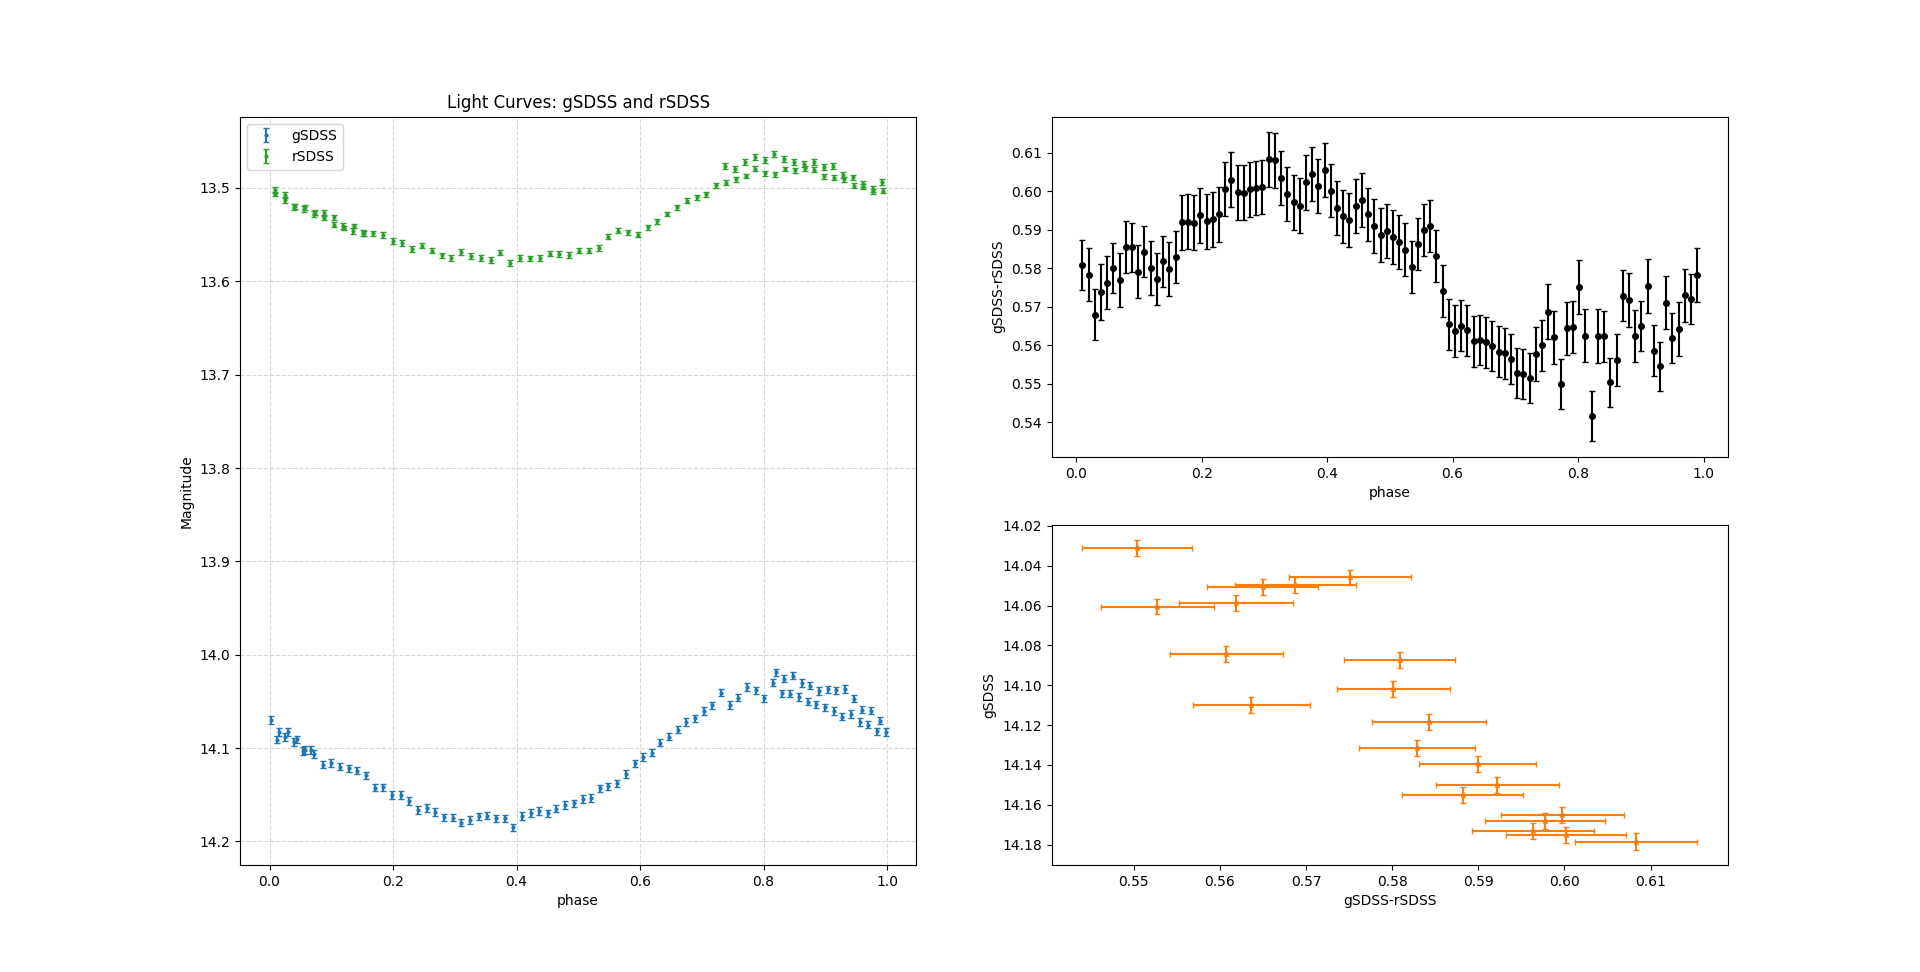 Light Curves: gSDSS and rSDSS
gSDSS
rSDSS
13.5
13.6
13.7
13.8
13.9
14.0
14.1
14.2
Magnitude
0.0 0.2 0.4 0.6 0.8 1.0
phase
0.61
0.60
0.59
0.58
0.57
0.56
0.55
0.54
gSDSS-rSDSS
0.0 0.2 0.4 0.6 0.8 1.0
phase
14.02
14.04
14.06
14.08
14.10
14.12
14.14
14.16
14.18
gSDSS
0.55 0.56 0.57 0.58 0.59 0.60 0.61
gSDSS-rSDSS